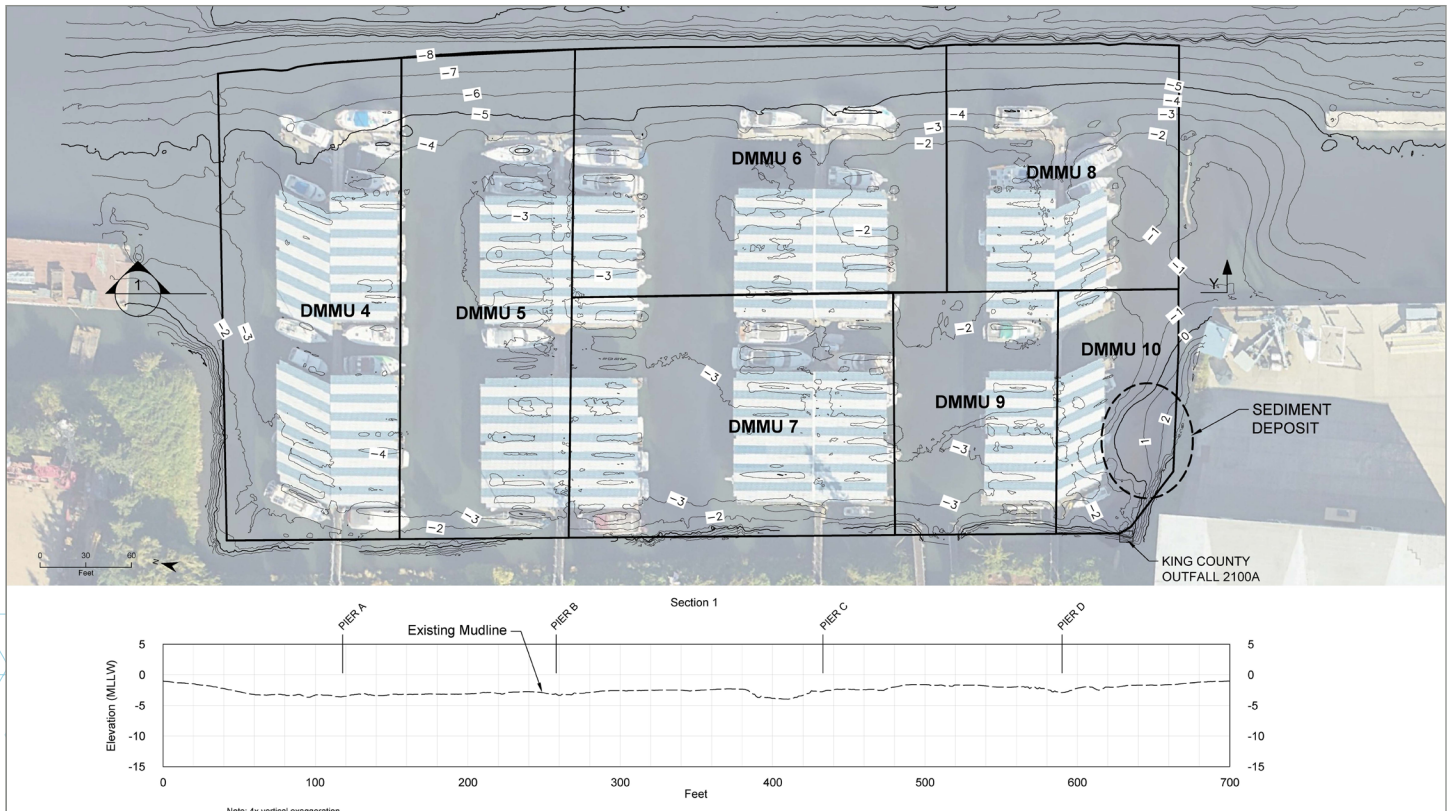 -8
-7
-6
-5
-5
-4
-4
-3
-3
-2
-4
-2
DMMU 6
DMMU 8
-3
-2
-1
-3
-1
1
Y
DMMU 4
DMMU 5
-2
-3
-2
-1
0
DMMU 10
-3
DMMU 9
DMMU 7
SEDIMENT
DEPOSIT
2
1
-4
-3
-3
-3
-3
-2
-2
-2
0 30 60
Feet
N
KING COUNTY
OUTFALL 2100A
Section 1
PIER A
PIER B
PIER C
PIER D
Existing Mudline
Elevation (MLLW)
5
0
-5
-10
-15
5
0
-5
-10
-15
0 100 200 300 400 500 600 700
Feet
Note: 4x vertical exaggeration